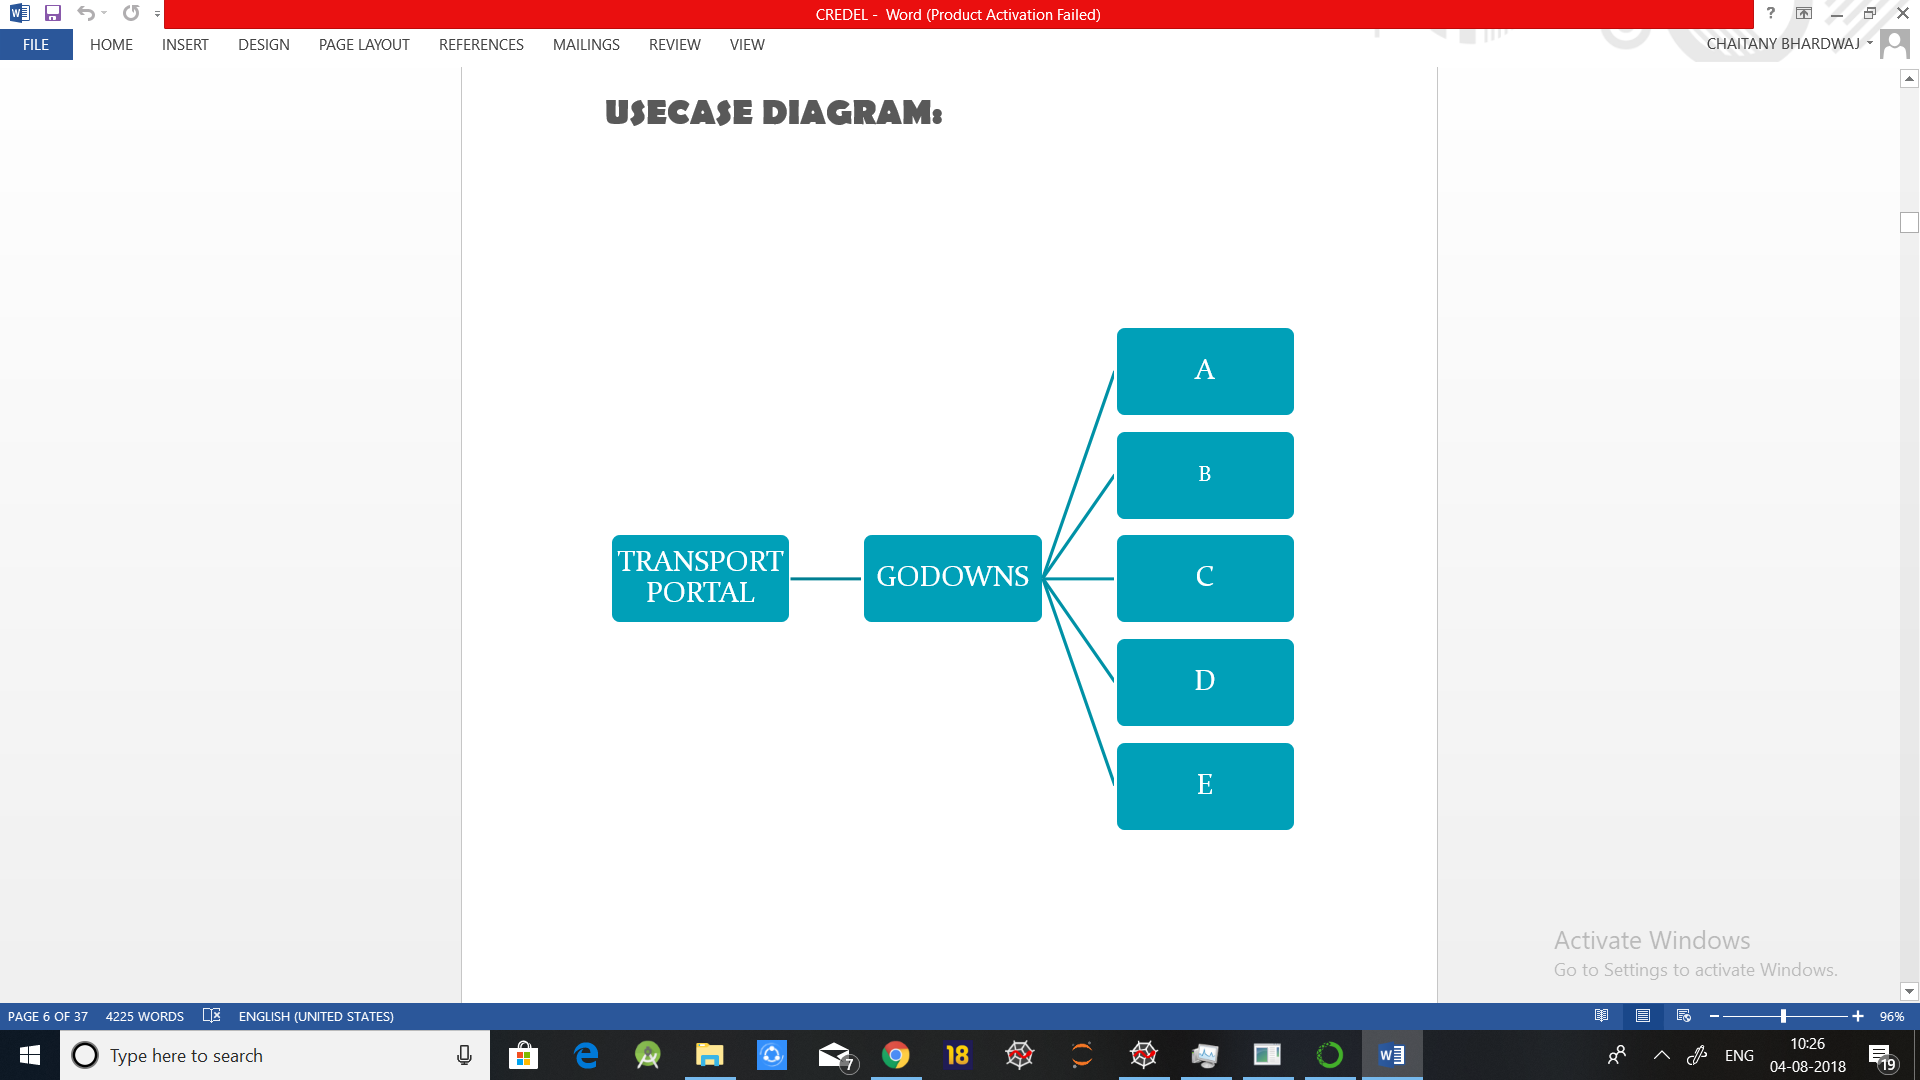 CREDEL - Word (Product Activation Failed)
?
FILE HOME INSERT DESIGN PAGE LAYOUT REFERENCES MAILINGS REVIEW VIEW
CHAITANY BHARDWAJ
USECASE DIAGRAM:
TRANSPORT
PORTAL
GODOWNS
A
B
C
D
E
Activate Windows
Go to Settings to activate Windows.
PAGE 6 OF 37 4225 WORDS ENGLISH (UNITED STATES)
96%
Type here to search
7
18
ENG
10:26
04-08-2018
19